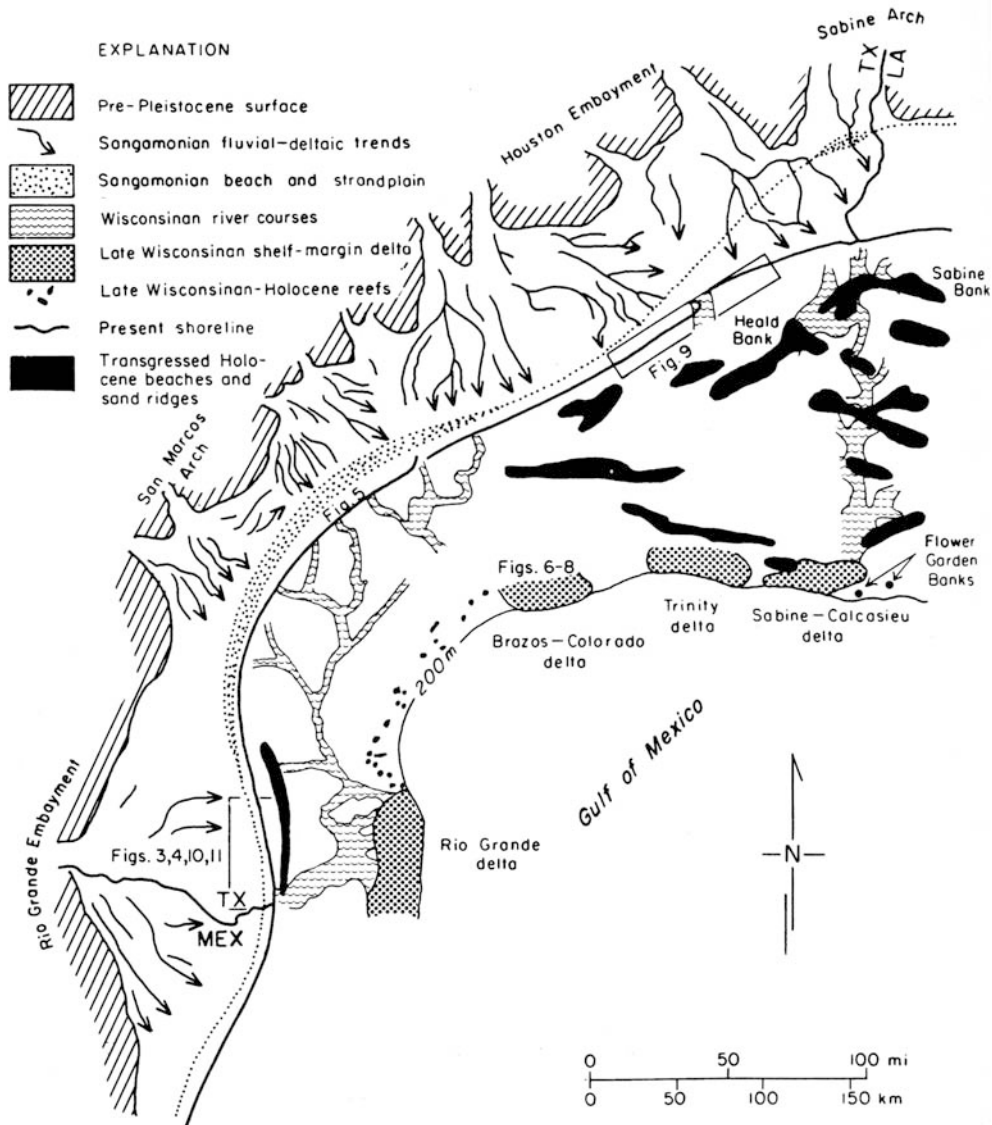 EXPLANATION
Pre-Pleistocene surface
Sangamonian fluvial-deltaic trends
Sangamonian beach and strandplain
Wisconsinan river courses
Late Wisconsinan shelf-margin delta
Late Wisconsinan-Holocene reefs
Present shoreline
Transgressed Holo-
cene beaches and
sand ridges
Sabine Arch
TX
LA
Houston Embayment
Sabine
Bank
Heald
Bank
Fig. 9
San Marcos
Arch
Fig. 5
Flower
Garden
Banks
Figs. 6-8
Trinity
delta
Sabine-Calcasieu
delta
Brazos-Colorado
delta
200m
Gulf of Mexico
Rio Grande Embayment
Figs. 3,4,10,11
Rio Grande
delta
TX
MEX
N
0 50 100 mi
0 50 100 150 km